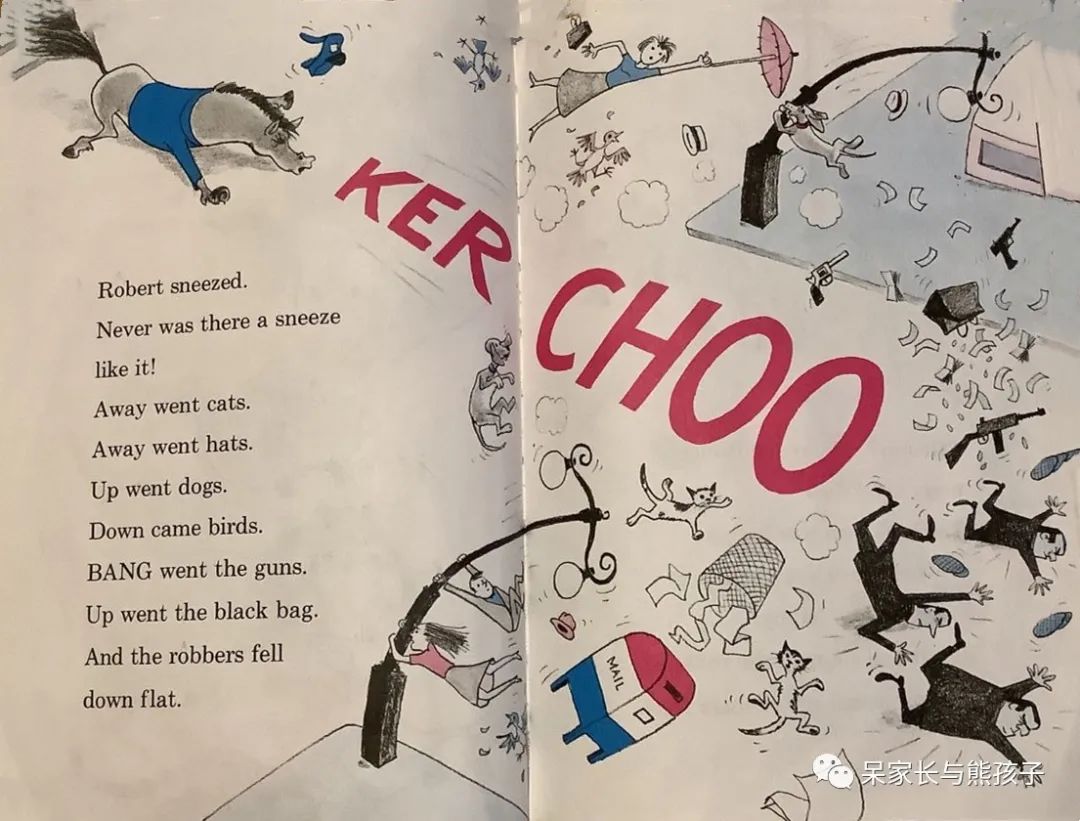 KER
CHOO
Robert sneezed.
Never was there a sneeze
like it!
Away went cats.
Away went hats.
Up went dogs.
Down came birds.
BANG went the guns.
Up went the black bag.
And the robbers fell
down flat.
MAIL
呆家长与熊孩子